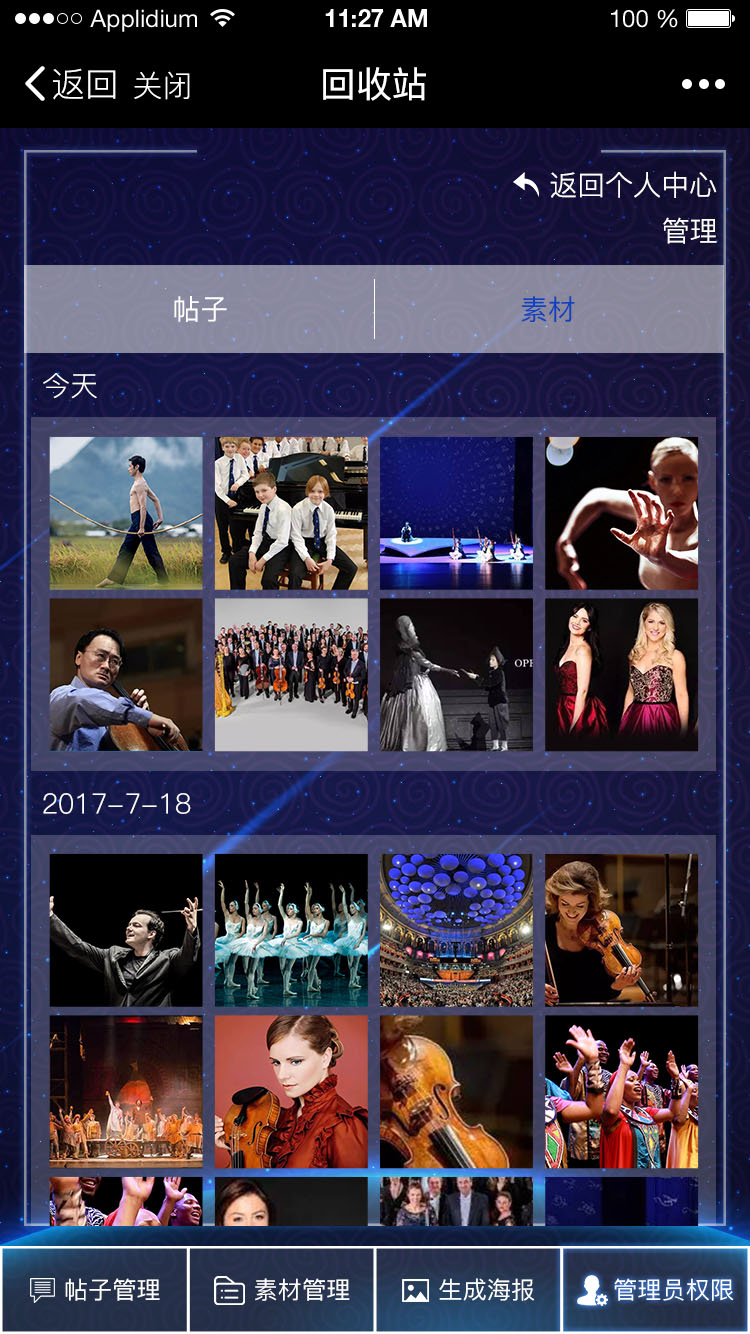 Applidium 11:27 AM 100 %
返回 关闭 回收站
返回个人中心
管理
帖子 素材
今天
OPE
2017-7-18
帖子管理 素材管理 生成海报 管理员权限